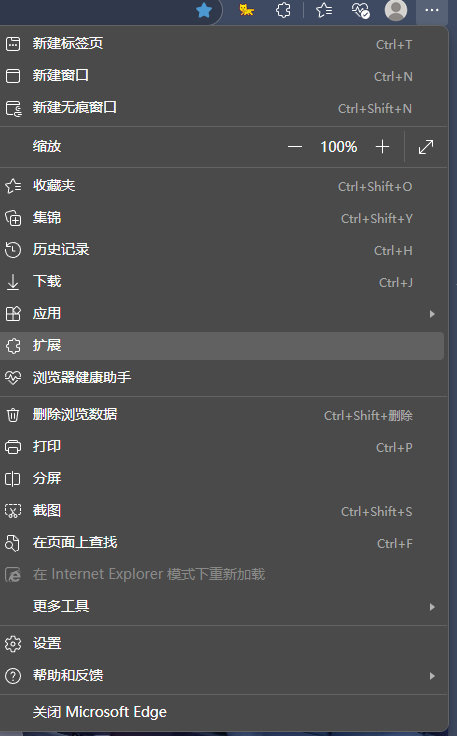 新建标签页 Ctrl+T
新建窗口 Ctrl+N
新建无痕窗口 Ctrl+Shift+N
缩放 — 100% +
收藏夹 Ctrl+Shift+O
集锦 Ctrl+Shift+Y
历史记录 Ctrl+H
下载 Ctrl+J
应用
扩展
浏览器健康助手
删除浏览数据 Ctrl+Shift+删除
打印 Ctrl+P
分屏
截图 Ctrl+Shift+S
在页面上查找 Ctrl+F
在 Internet Explorer 模式下重新加载
更多工具
设置
帮助和反馈
关闭 Microsoft Edge